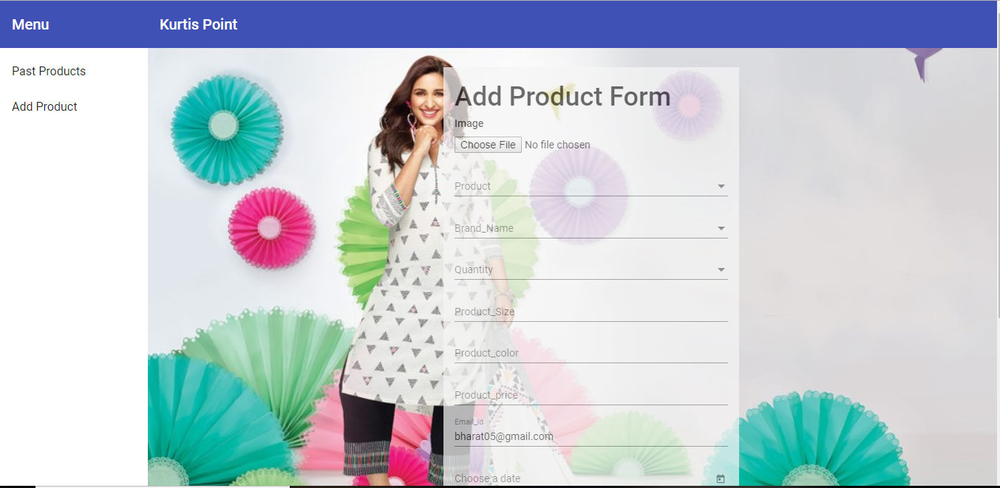 Menu
Kurtis Point
Past Products
Add Product
Add Product Form
Image
Choose File No file chosen
Product
Brand_Name
Quantity
Product_Size
Product_color
Product_price
Email_id
bharat05@gmail.com
Choose a date